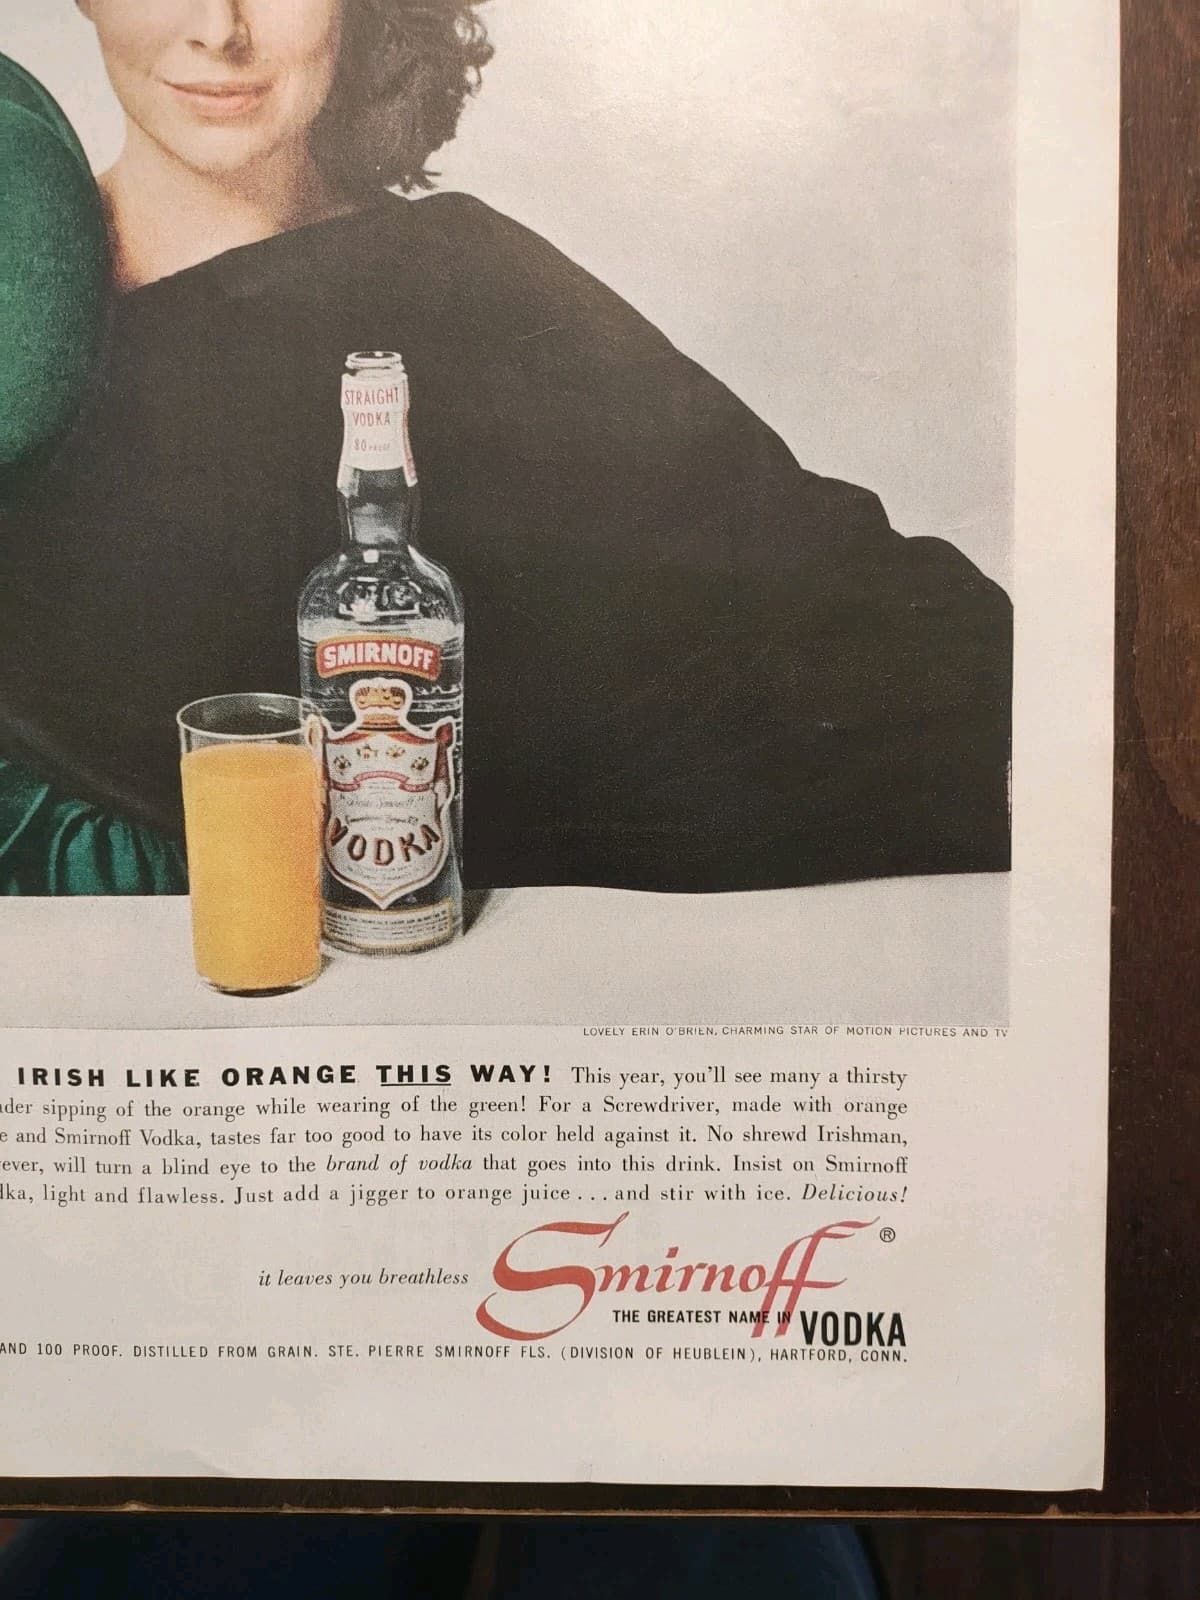 STRAIGHT
VODKA
80 PROOF
SMIRNOFF
VODKA
LOVELY ERIN O'BRIEN, CHARMING STAR OF MOTION PICTURES AND TV
IRISH LIKE ORANGE THIS WAY! This year, you'll see many a thirsty
sipping of the orange while wearing of the green! For a Screwdriver, made with orange
and Smirnoff Vodka, tastes far too good to have its color held against it. No shrewd Irishman,
ever, will turn a blind eye to the brand of vodka that goes into this drink. Insist on Smirnoff
light and flawless. Just add a jigger to orange juice . . . and stir with ice. Delicious!
it leaves you breathless
Smirnoff ®
THE GREATEST NAME IN VODKA
AND 100 PROOF. DISTILLED FROM GRAIN. STE. PIERRE SMIRNOFF FLS. (DIVISION OF HEUBLEIN), HARTFORD, CONN.